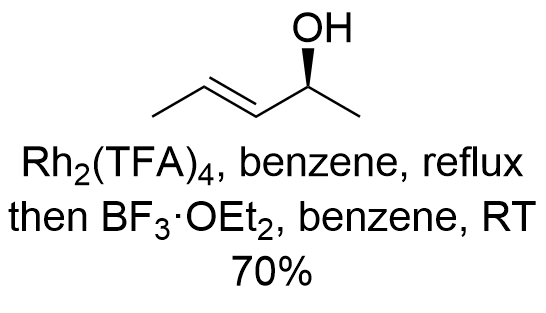 OH
Rh₂(TFA)₄, benzene, reflux
then BF₃·OEt₂, benzene, RT
70%